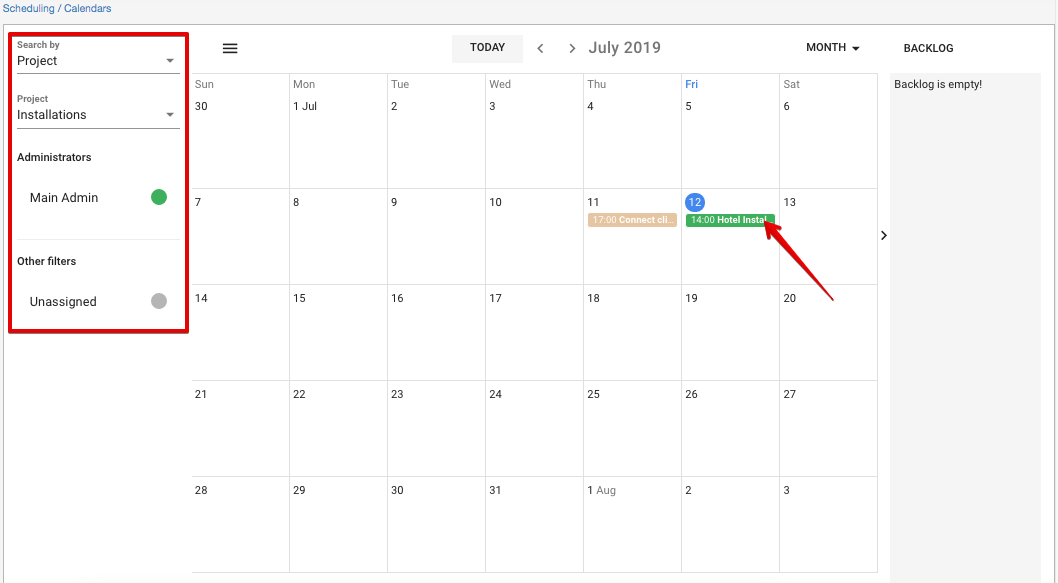 Scheduling / Calendars
Search by
Project
Project
Installations
Administrators
Main Admin
Other filters
Unassigned
TODAY July 2019 MONTH
Sun Mon Tue Wed Thu Fri Sat
30 1 Jul 2 3 4 5 6
7 8 9 10 11 12 13
17:00 Connect cli... 14:00 Hotel Instal
14 15 16 17 18 19 20
21 22 23 24 25 26 27
28 29 30 31 1 Aug 2 3
BACKLOG
Backlog is empty!